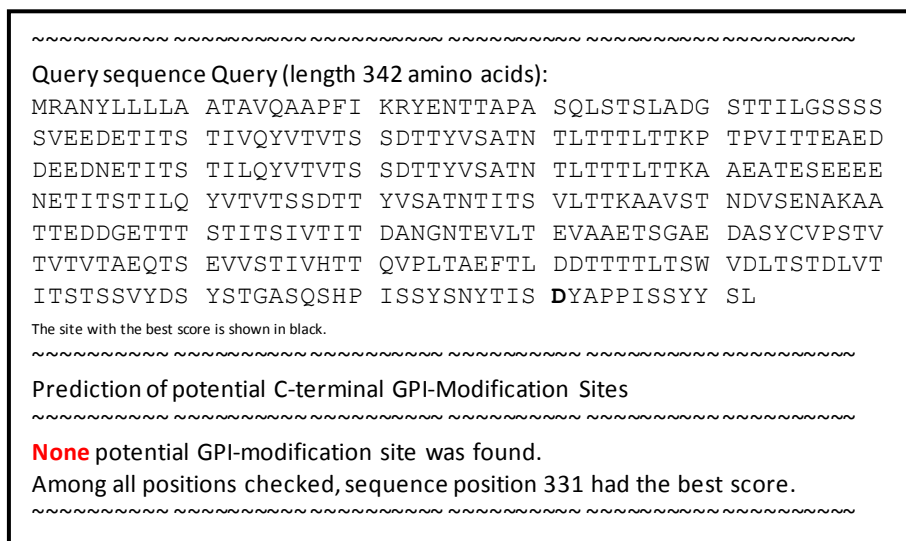 ~~~~~~~~~~ ~~~~~~~~~~ ~~~~~~~~~~ ~~~~~~~~~~ ~~~~~~~~~~ ~~~~~~~~~~
Query sequence Query (length 342 amino acids):
MRANYLLLLA ATAVQAAPFI KRYENTTAPA SQLSTSLADG STTILGSSSS
SVEEDETITS TIVQYVTVTS SDTTYVSATN TLTTTLTTKP TPVITTEAED
DEEDNETITS TILQYVTVTS SDTTYVSATN TLTTTLTTKA AEATESEEEE
NETITSTILQ YVTVTSSDTT YVSATNTITS VLTTKAAVST NDVSENAKAA
TTEDDGETTT STITSIVTIT DANGNTEVLT EVAAETSGAE DASYCVPSTV
TVTVTAEQTS EVVSTIVHTT QVPLTAEFTL DDTTTTLTSW VDLTSTDLVT
ITSTSSVYDS YSTGASQSHP ISSYSNYTIS DYAPPISSYY SL
The site with the best score is shown in black.
~~~~~~~~~~ ~~~~~~~~~~ ~~~~~~~~~~ ~~~~~~~~~~ ~~~~~~~~~~ ~~~~~~~~~~
Prediction of potential C-terminal GPI-Modification Sites
~~~~~~~~~~ ~~~~~~~~~~ ~~~~~~~~~~ ~~~~~~~~~~ ~~~~~~~~~~ ~~~~~~~~~~
None potential GPI-modification site was found.
Among all positions checked, sequence position 331 had the best score.
~~~~~~~~~~ ~~~~~~~~~~ ~~~~~~~~~~ ~~~~~~~~~~ ~~~~~~~~~~ ~~~~~~~~~~